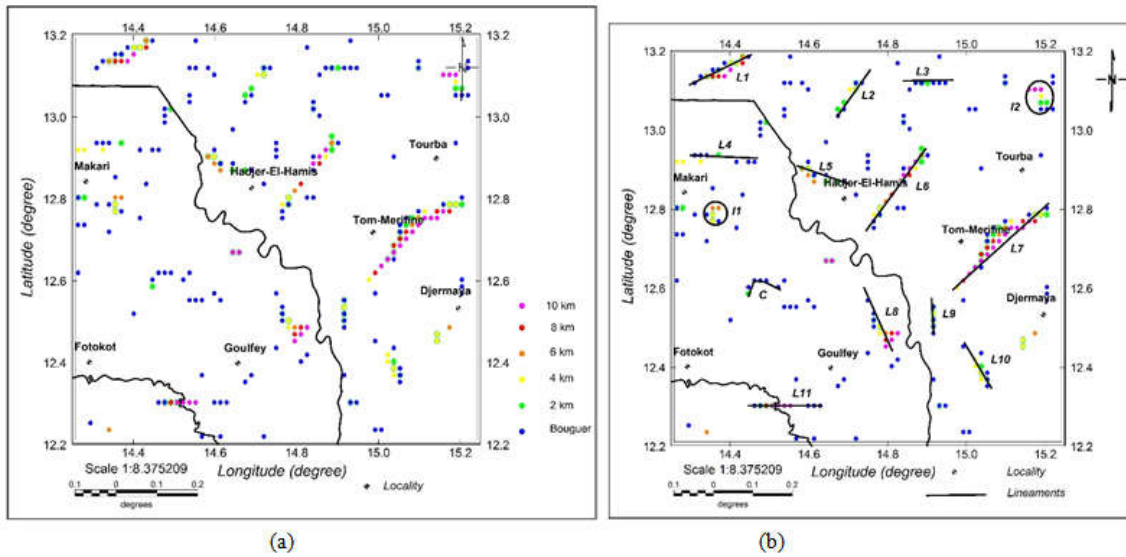 14.4 14.6 14.8 15.0 15.2
13.2 13.2
N
13.0 13.0
Makari
Hadjer-El-Hamis
Tourba
12.8 12.8
Tom-Merifine
12.6 12.6
Djermaya
Fotokot
Goulfey
12.4 12.4
12.2 12.2
14.4 14.6 14.8 15.0 15.2
Latitude (degree)
Longitude (degree)
Scale 1:8.375209
0.1 0 0.1 0.2
degrees
Locality
10 km
8 km
6 km
4 km
2 km
Bouguer
(a)
14.4 14.6 14.8 15.0 15.2
13.2 13.2
L1
L2
L3
I2
N
13.0 13.0
L4
L5
Makari
Hadjer-El-Hamis
L6
Tourba
12.8 12.8
I1
Tom-Merifine
L7
12.6 12.6
C
Djermaya
L8
L9
Fotokot
Goulfey
L10
12.4 12.4
L11
12.2 12.2
14.4 14.6 14.8 15.0 15.2
Latitude (degree)
Longitude (degree)
Scale 1:8.375209
0.1 0 0.1 0.2
degrees
Locality
Lineaments
(b)